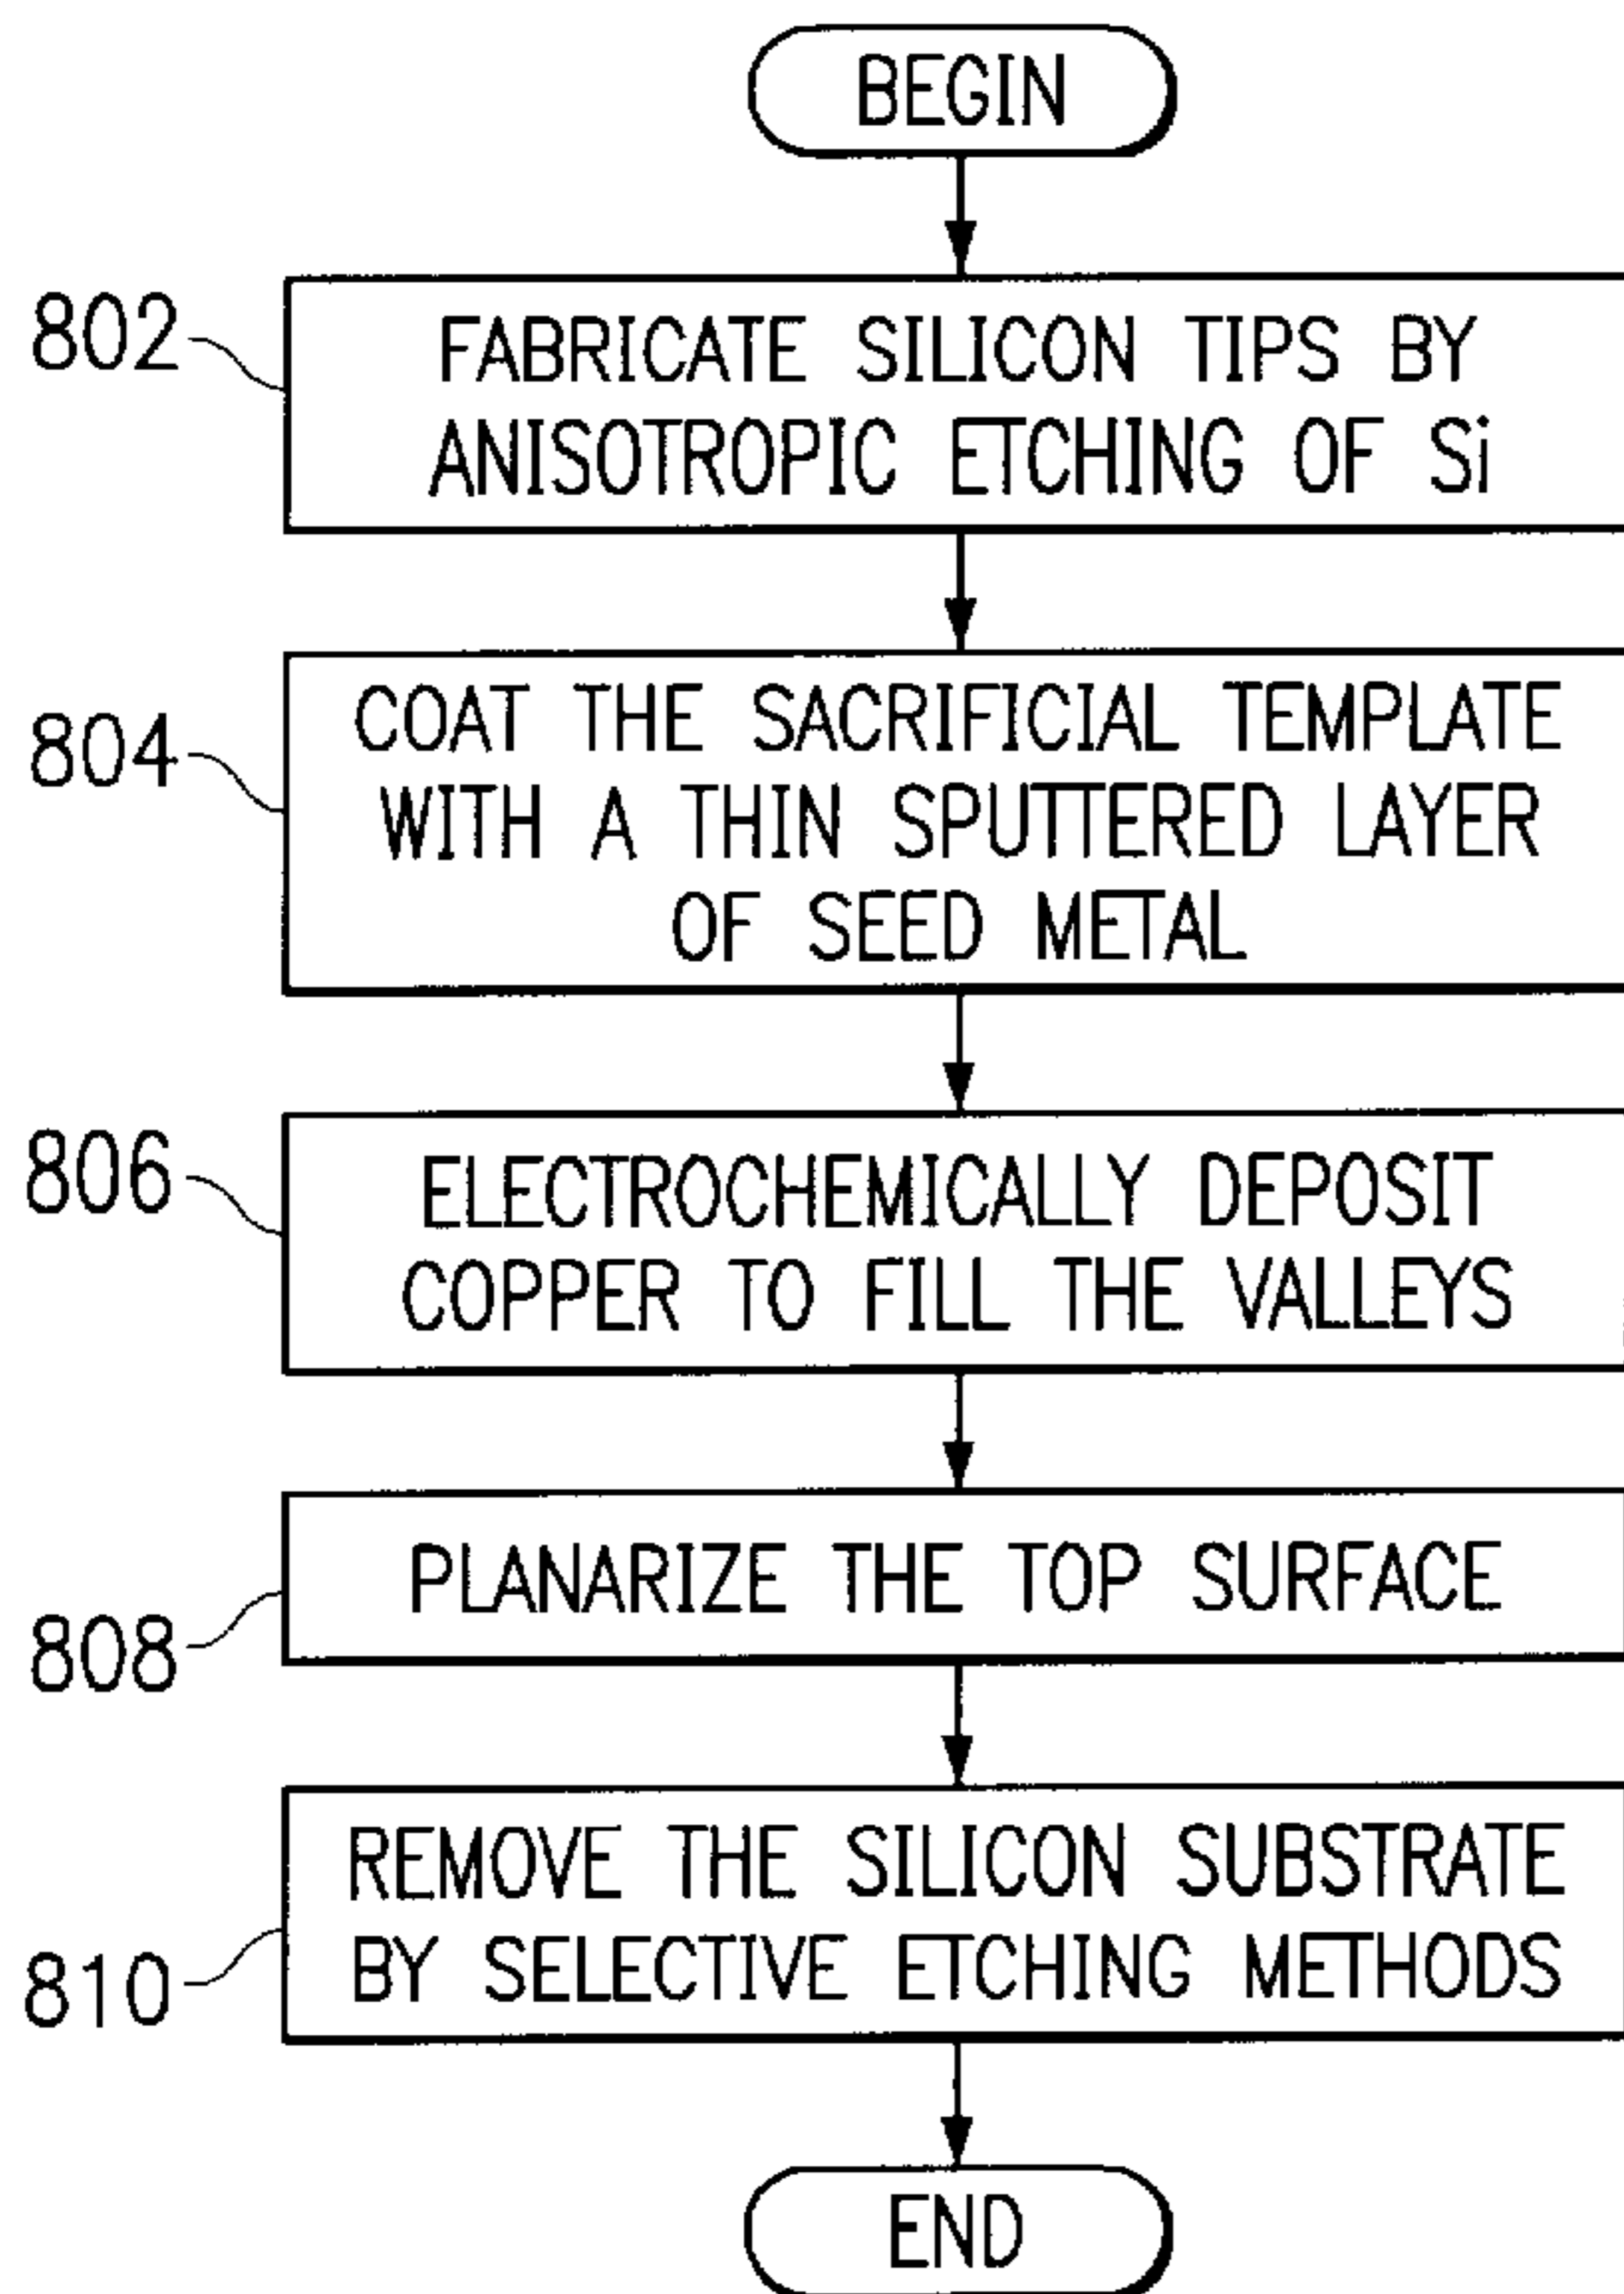 BEGIN
802
FABRICATE SILICON TIPS BY
ANISOTROPIC ETCHING OF Si
804
COAT THE SACRIFICIAL TEMPLATE
WITH A THIN SPUTTERED LAYER
OF SEED METAL
806
ELECTROCHEMICALLY DEPOSIT
COPPER TO FILL THE VALLEYS
808
PLANARIZE THE TOP SURFACE
810
REMOVE THE SILICON SUBSTRATE
BY SELECTIVE ETCHING METHODS
END